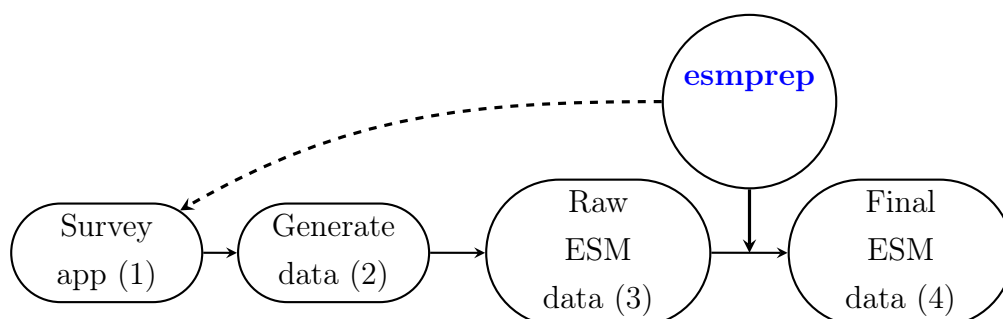 esmprep
Survey
app (1)
Generate
data (2)
Raw
ESM
data (3)
Final
ESM
data (4)